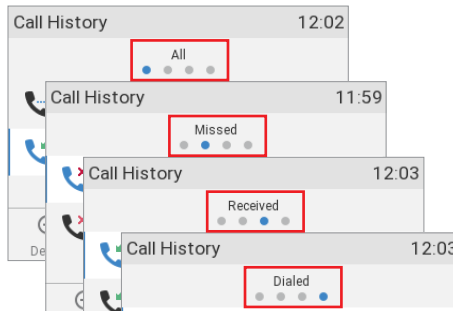 Call History 12:02
All
Call History 11:59
Missed
Call History 12:03
Received
De
Call History 12:03
Dialed